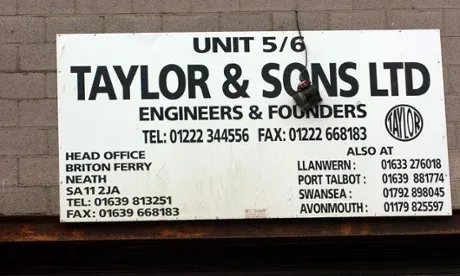 UNIT 5/6
TAYLOR & SONS LTD
ENGINEERS & FOUNDERS
TEL: 01222 344556 FAX: 01222 668183
TAYLOR
HEAD OFFICE
BRITON FERRY
NEATH
SA11 2JA
TEL: 01639 813251
FAX: 01639 668183
ALSO AT
LLANWERN: 01633 276018
PORT TALBOT: 01639 881774
SWANSEA: 01792 898045
AVONMOUTH: 01179 825597